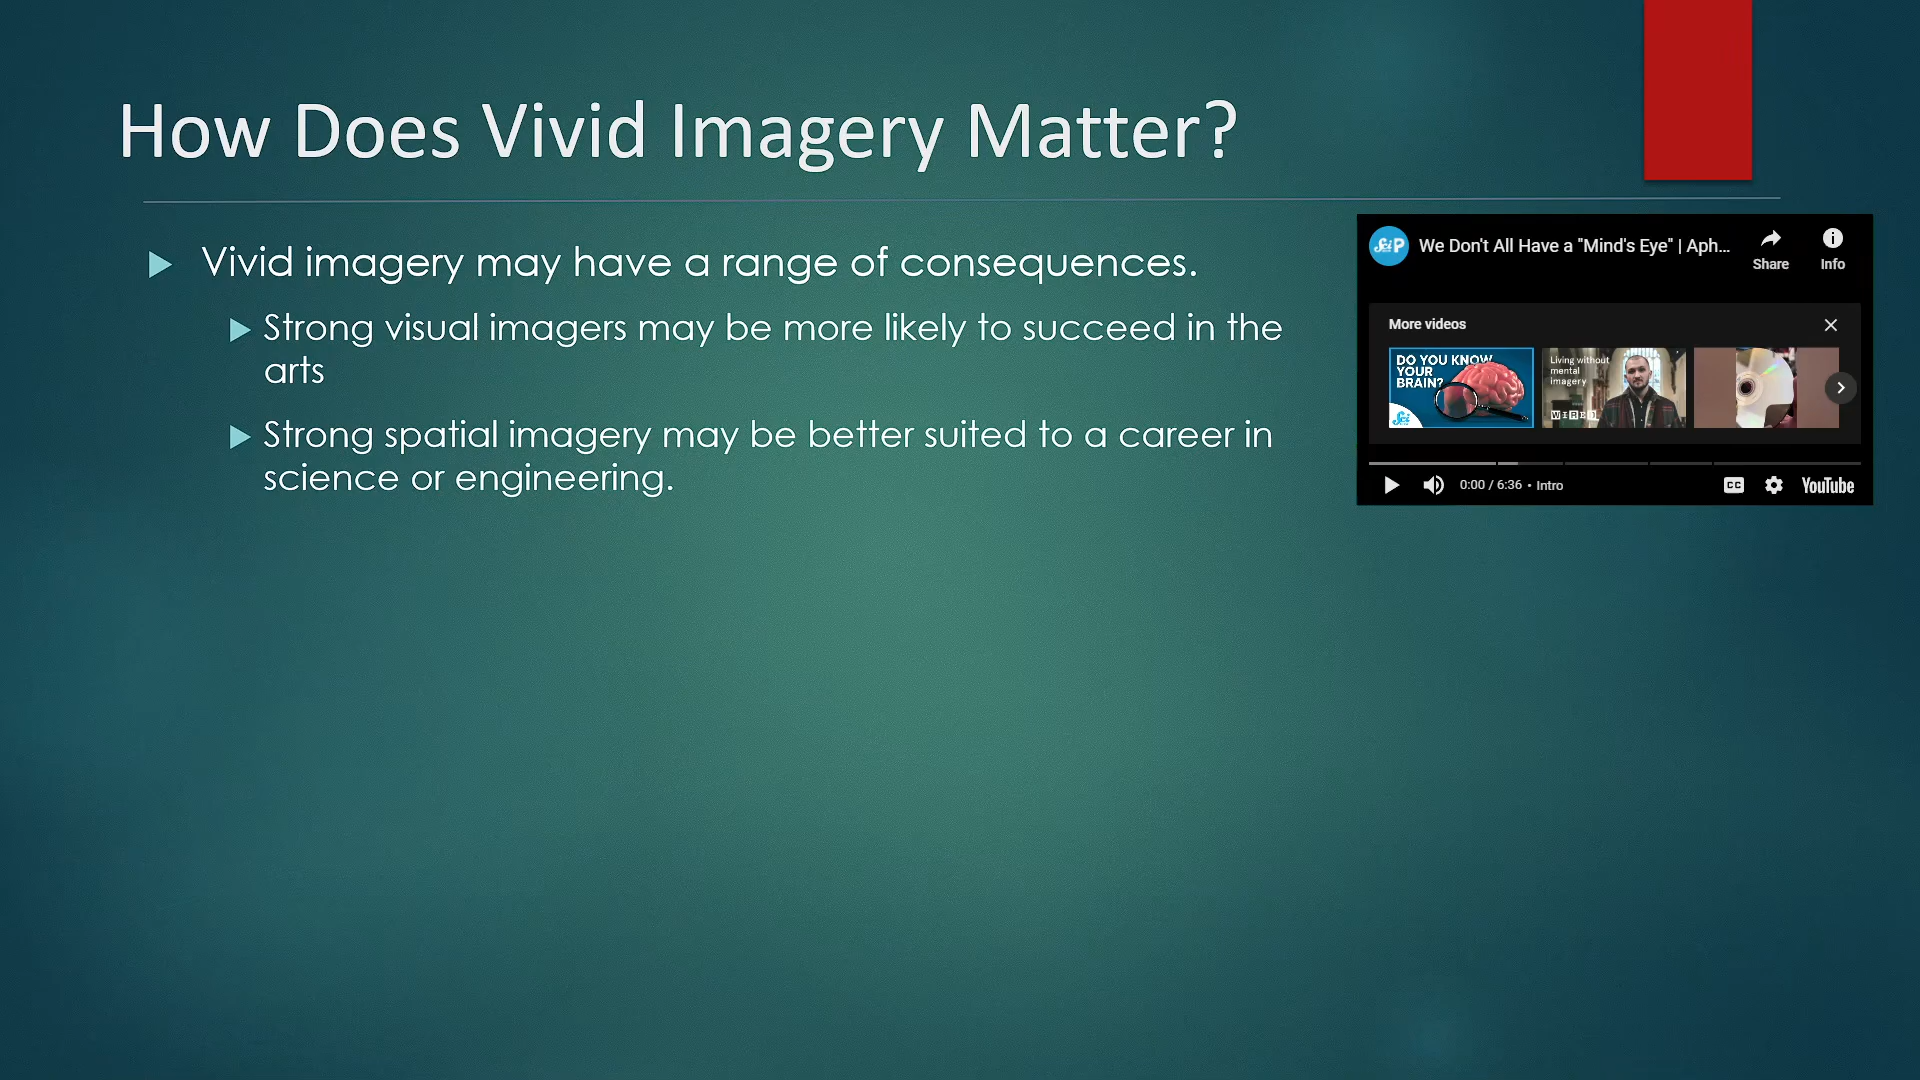 How Does Vivid Imagery Matter?
Vivid imagery may have a range of consequences.
Strong visual imagers may be more likely to succeed in the
arts
Strong spatial imagery may be better suited to a career in
science or engineering.
SciP
We Don't All Have a "Mind's Eye" | Aph...
Share
Info
More videos
DO YOU KNOW
YOUR
BRAIN?
Sci
Living without
mental
imagery
WIRED
0:00 / 6:36 • Intro
CC
YouTube